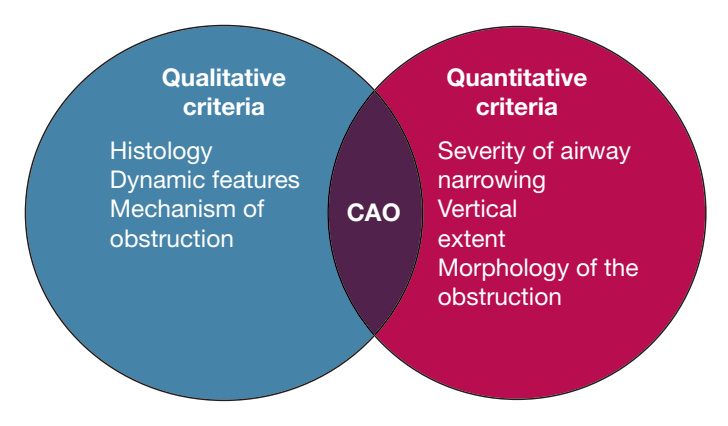 Qualitative
criteria
Histology
Dynamic features
Mechanism of
obstruction
CAO
Quantitative
criteria
Severity of airway
narrowing
Vertical
extent
Morphology of the
obstruction